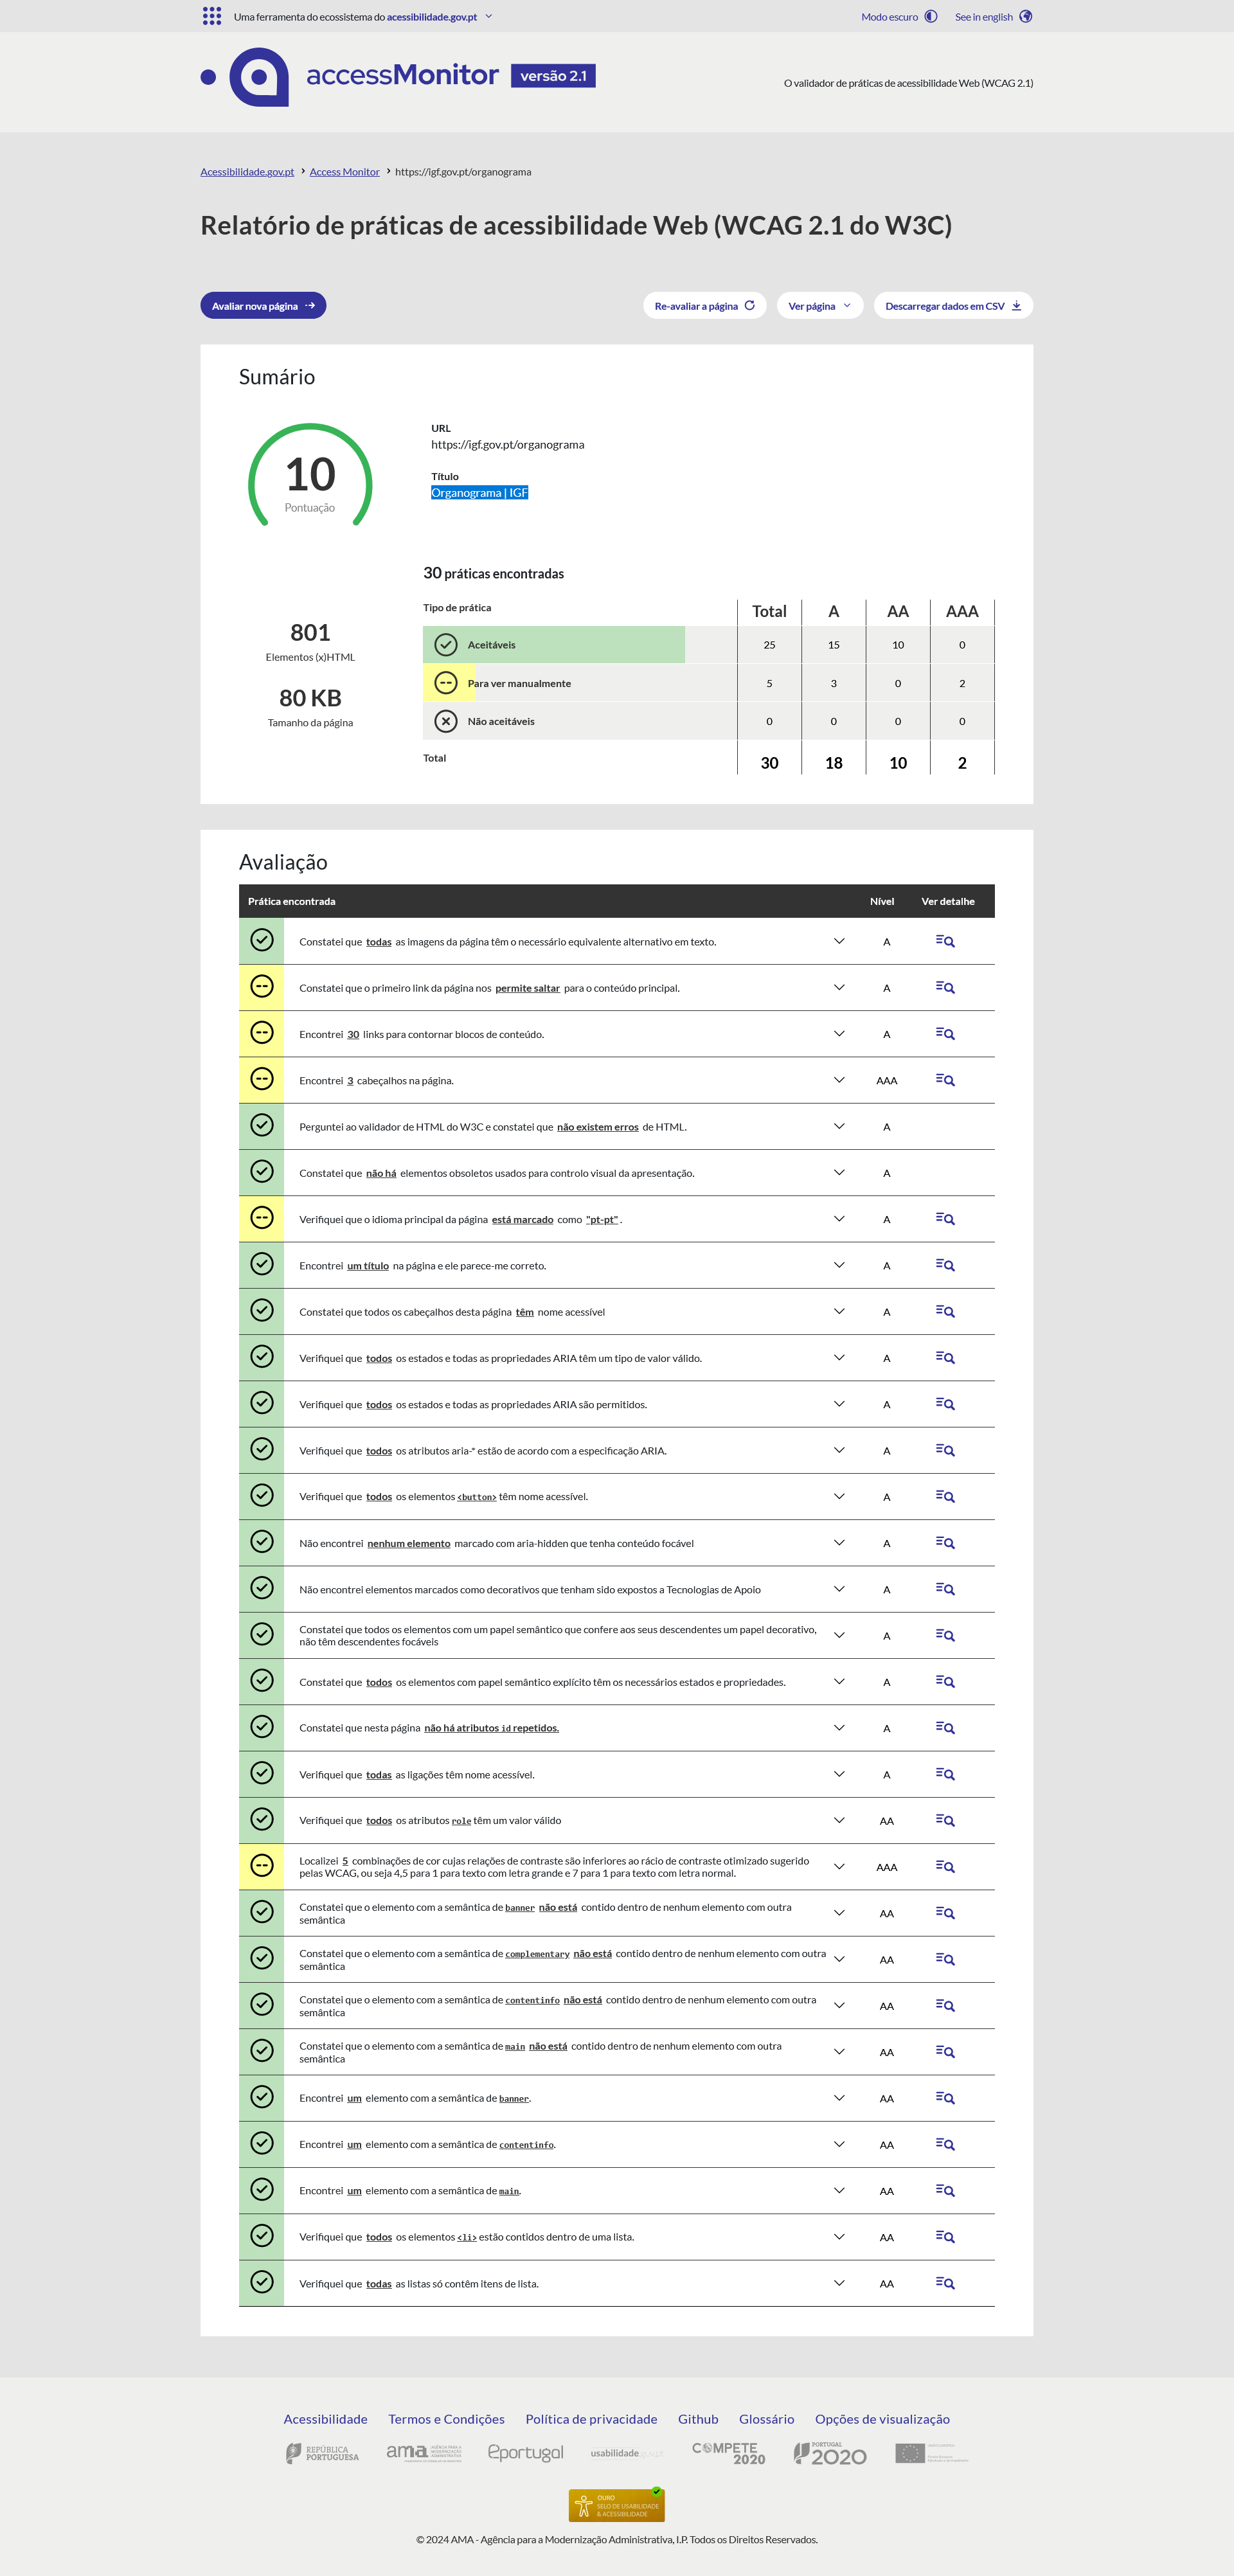 Uma ferramenta do ecossistema do acessibilidade.gov.pt
Modo escuro
See in english
accessMonitor versão 2.1
O validador de práticas de acessibilidade Web (WCAG 2.1)
Acessibilidade.gov.pt › Access Monitor › https://igf.gov.pt/organograma
Relatório de práticas de acessibilidade Web (WCAG 2.1 do W3C)
Avaliar nova página
Re-avaliar a página
Ver página
Descarregar dados em CSV
Sumário
10
Pontuação
URL
https://igf.gov.pt/organograma
Título
Organograma | IGF
801
Elementos (x)HTML
80 KB
Tamanho da página
30 práticas encontradas
Tipo de prática Total A AA AAA
Aceitáveis 25 15 10 0
Para ver manualmente 5 3 0 2
Não aceitáveis 0 0 0 0
Total 30 18 10 2
Avaliação
Prática encontrada Nível Ver detalhe
Constatei que todas as imagens da página têm o necessário equivalente alternativo em texto. A
Constatei que o primeiro link da página nos permite saltar para o conteúdo principal. A
Encontrei 30 links para contornar blocos de conteúdo. A
Encontrei 3 cabeçalhos na página. AAA
Perguntei ao validador de HTML do W3C e constatei que não existem erros de HTML. A
Constatei que não há elementos obsoletos usados para controlo visual da apresentação. A
Verifiquei que o idioma principal da página está marcado como "pt-pt" . A
Encontrei um título na página e ele parece-me correto. A
Constatei que todos os cabeçalhos desta página têm nome acessível A
Verifiquei que todos os estados e todas as propriedades ARIA têm um tipo de valor válido. A
Verifiquei que todos os estados e todas as propriedades ARIA são permitidos. A
Verifiquei que todos os atributos aria-* estão de acordo com a especificação ARIA. A
Verifiquei que todos os elementos <button> têm nome acessível. A
Não encontrei nenhum elemento marcado com aria-hidden que tenha conteúdo focável A
Não encontrei elementos marcados como decorativos que tenham sido expostos a Tecnologias de Apoio A
Constatei que todos os elementos com um papel semântico que confere aos seus descendentes um papel decorativo,
não têm descendentes focáveis A
Constatei que todos os elementos com papel semântico explícito têm os necessários estados e propriedades. A
Constatei que nesta página não há atributos id repetidos. A
Verifiquei que todas as ligações têm nome acessível. A
Verifiquei que todos os atributos role têm um valor válido AA
Localizei 5 combinações de cor cujas relações de contraste são inferiores ao rácio de contraste otimizado sugerido
pelas WCAG, ou seja 4,5 para 1 para texto com letra grande e 7 para 1 para texto com letra normal. AAA
Constatei que o elemento com a semântica de banner não está contido dentro de nenhum elemento com outra
semântica AA
Constatei que o elemento com a semântica de complementary não está contido dentro de nenhum elemento com outra
semântica AA
Constatei que o elemento com a semântica de contentinfo não está contido dentro de nenhum elemento com outra
semântica AA
Constatei que o elemento com a semântica de main não está contido dentro de nenhum elemento com outra
semântica AA
Encontrei um elemento com a semântica de banner. AA
Encontrei um elemento com a semântica de contentinfo. AA
Encontrei um elemento com a semântica de main. AA
Verifiquei que todos os elementos <li> estão contidos dentro de uma lista. AA
Verifiquei que todas as listas só contêm itens de lista. AA
Acessibilidade Termos e Condições Política de privacidade Github Glossário Opções de visualização
REPÚBLICA
PORTUGUESA
ama
eportugal
usabilidade.gov.pt
COMPETE
2020
PORTUGAL
2020
OURO
SELO DE USABILIDADE
& ACESSIBILIDADE
© 2024 AMA - Agência para a Modernização Administrativa, I.P. Todos os Direitos Reservados.